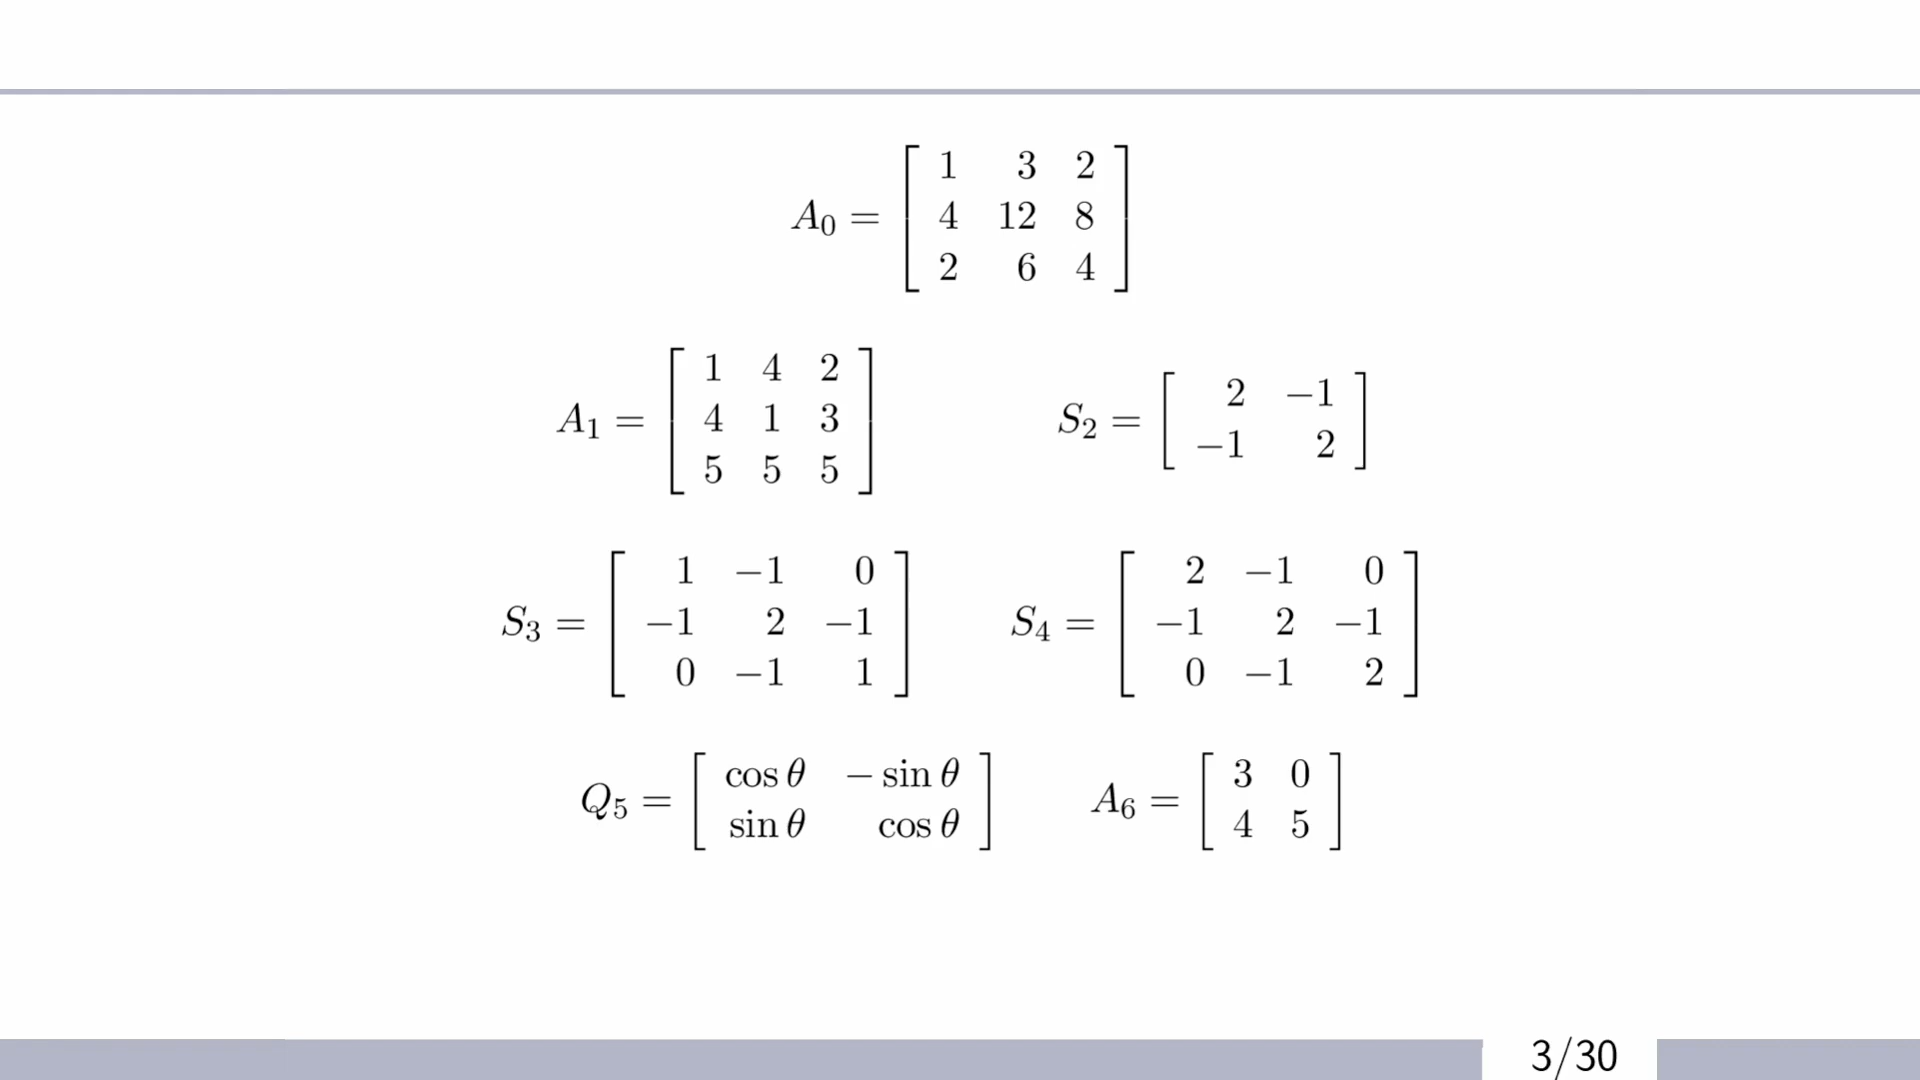 A₀ = [ 1 3 2
4 12 8
2 6 4 ]
A₁ = [ 1 4 2
4 1 3
5 5 5 ]
S₂ = [ 2 −1
−1 2 ]
S₃ = [ 1 −1 0
−1 2 −1
0 −1 1 ]
S₄ = [ 2 −1 0
−1 2 −1
0 −1 2 ]
Q₅ = [ cos θ − sin θ
sin θ cos θ ]
A₆ = [ 3 0
4 5 ]
3/30